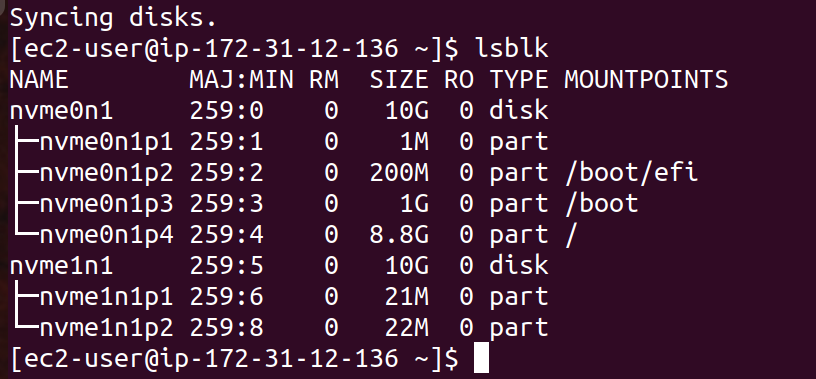 Syncing disks.
[ec2-user@ip-172-31-12-136 ~]$ lsblk
NAME        MAJ:MIN RM  SIZE RO TYPE MOUNTPOINTS
nvme0n1     259:0    0   10G  0 disk
├─nvme0n1p1 259:1    0    1M  0 part
├─nvme0n1p2 259:2    0  200M  0 part /boot/efi
├─nvme0n1p3 259:3    0    1G  0 part /boot
└─nvme0n1p4 259:4    0  8.8G  0 part /
nvme1n1     259:5    0   10G  0 disk
├─nvme1n1p1 259:6    0   21M  0 part
└─nvme1n1p2 259:8    0   22M  0 part
[ec2-user@ip-172-31-12-136 ~]$